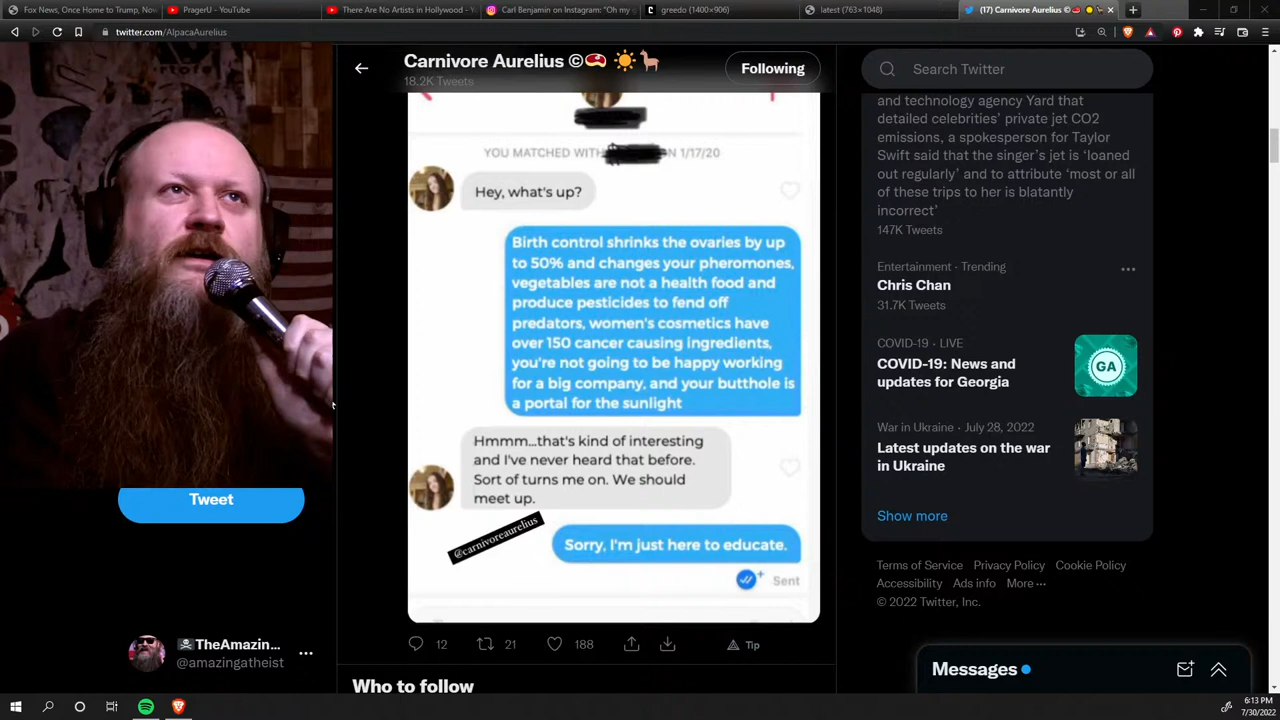 Fox News, Once Home to Trump, Now
PragerU - YouTube
There Are No Artists in Hollywood - Y
Carl Benjamin on Instagram: "Oh my g
greedo (1400×906)
latest (763×1048)
(17) Carnivore Aurelius ©
twitter.com/AlpacaAurelius
Carnivore Aurelius ©
18.2K Tweets
Following
Search Twitter
YOU MATCHED WITH
N 1/17/20
Hey, what's up?
Birth control shrinks the ovaries by up
to 50% and changes your pheromones,
vegetables are not a health food and
produce pesticides to fend off
predators, women's cosmetics have
over 150 cancer causing ingredients,
you're not going to be happy working
for a big company, and your butthole is
a portal for the sunlight
Hmmm...that's kind of interesting
and I've never heard that before.
Sort of turns me on. We should
meet up.
@carnivoreaurelius
Sorry, I'm just here to educate.
Sent
12
21
188
Tip
Who to follow
and technology agency Yard that
detailed celebrities' private jet CO2
emissions, a spokesperson for Taylor
Swift said that the singer's jet is 'loaned
out regularly' and to attribute 'most or all
of these trips to her is blatantly
incorrect'
147K Tweets
Entertainment · Trending
Chris Chan
31.7K Tweets
COVID-19 · LIVE
COVID-19: News and
updates for Georgia
GA
War in Ukraine · July 28, 2022
Latest updates on the war
in Ukraine
Show more
Terms of Service Privacy Policy Cookie Policy
Accessibility Ads info More ···
© 2022 Twitter, Inc.
Tweet
TheAmazin...
@amazingatheist
Messages
6:13 PM
7/30/2022